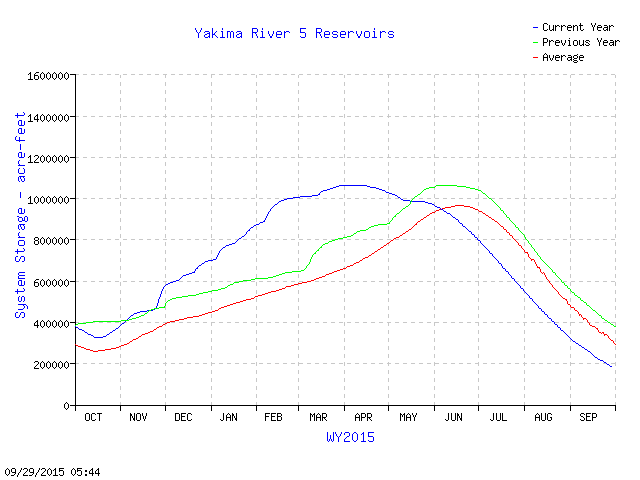 Yakima River 5 Reservoirs
Current Year
Previous Year
Average
System Storage - acre-feet
1600000
1400000
1200000
1000000
800000
600000
400000
200000
0
OCT NOV DEC JAN FEB MAR APR MAY JUN JUL AUG SEP
WY2015
09/29/2015 05:44